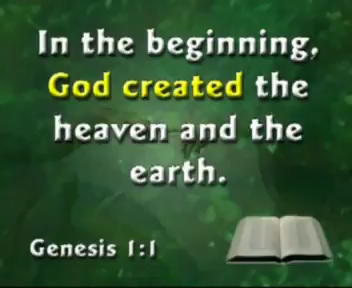 In the beginning,
God created the
heaven and the
earth.
Genesis 1:1